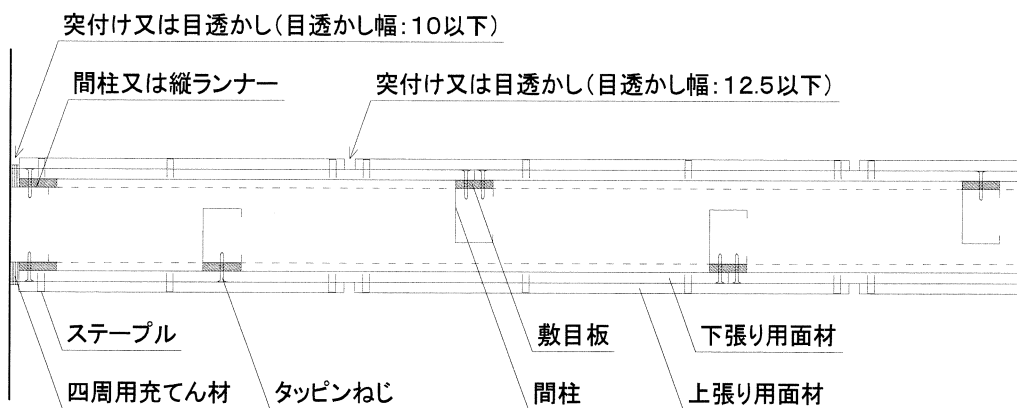 突付け又は目透かし（目透かし幅：10以下）
間柱又は縦ランナー
突付け又は目透かし（目透かし幅：12.5以下）
ステープル
敷目板
下張り用面材
四周用充てん材
タッピンねじ
間柱
上張り用面材